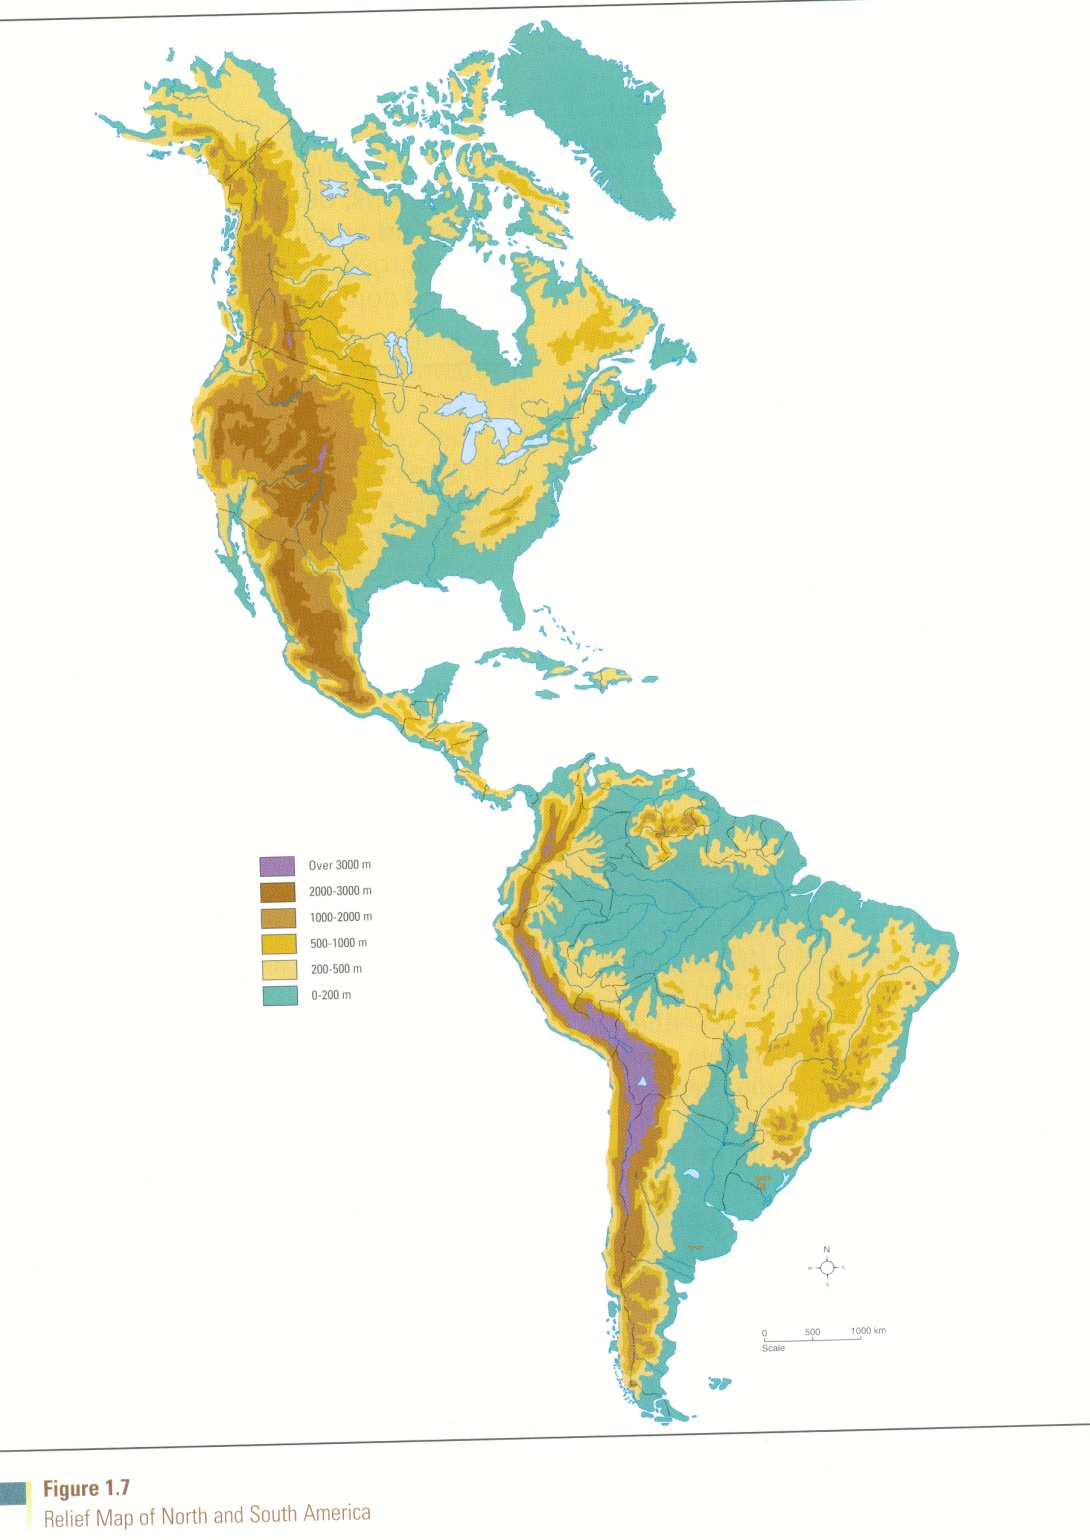 Over 3000 m
2000-3000 m
1000-2000 m
500-1000 m
200-500 m
0-200 m
N
W
S
0 500 1000 km
Scale
Figure 1.7
Relief Map of North and South America